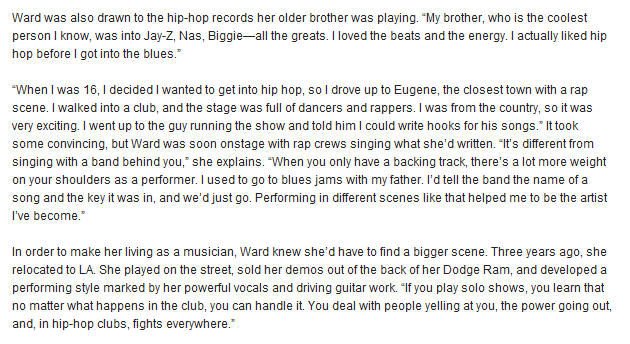 Ward was also drawn to the hip-hop records her older brother was playing. “My brother, who is the coolest
person I know, was into Jay-Z, Nas, Biggie—all the greats. I loved the beats and the energy. I actually liked hip
hop before I got into the blues.”
“When I was 16, I decided I wanted to get into hip hop, so I drove up to Eugene, the closest town with a rap
scene. I walked into a club, and the stage was full of dancers and rappers. I was from the country, so it was
very exciting. I went up to the guy running the show and told him I could write hooks for his songs.” It took
some convincing, but Ward was soon onstage with rap crews singing what she’d written. “It’s different from
singing with a band behind you,” she explains. “When you only have a backing track, there’s a lot more weight
on your shoulders as a performer. I used to go to blues jams with my father. I’d tell the band the name of a
song and the key it was in, and we’d just go. Performing in different scenes like that helped me to be the artist
I’ve become.”
In order to make her living as a musician, Ward knew she’d have to find a bigger scene. Three years ago, she
relocated to LA. She played on the street, sold her demos out of the back of her Dodge Ram, and developed a
performing style marked by her powerful vocals and driving guitar work. “If you play solo shows, you learn that
no matter what happens in the club, you can handle it. You deal with people yelling at you, the power going out,
and, in hip-hop clubs, fights everywhere.”